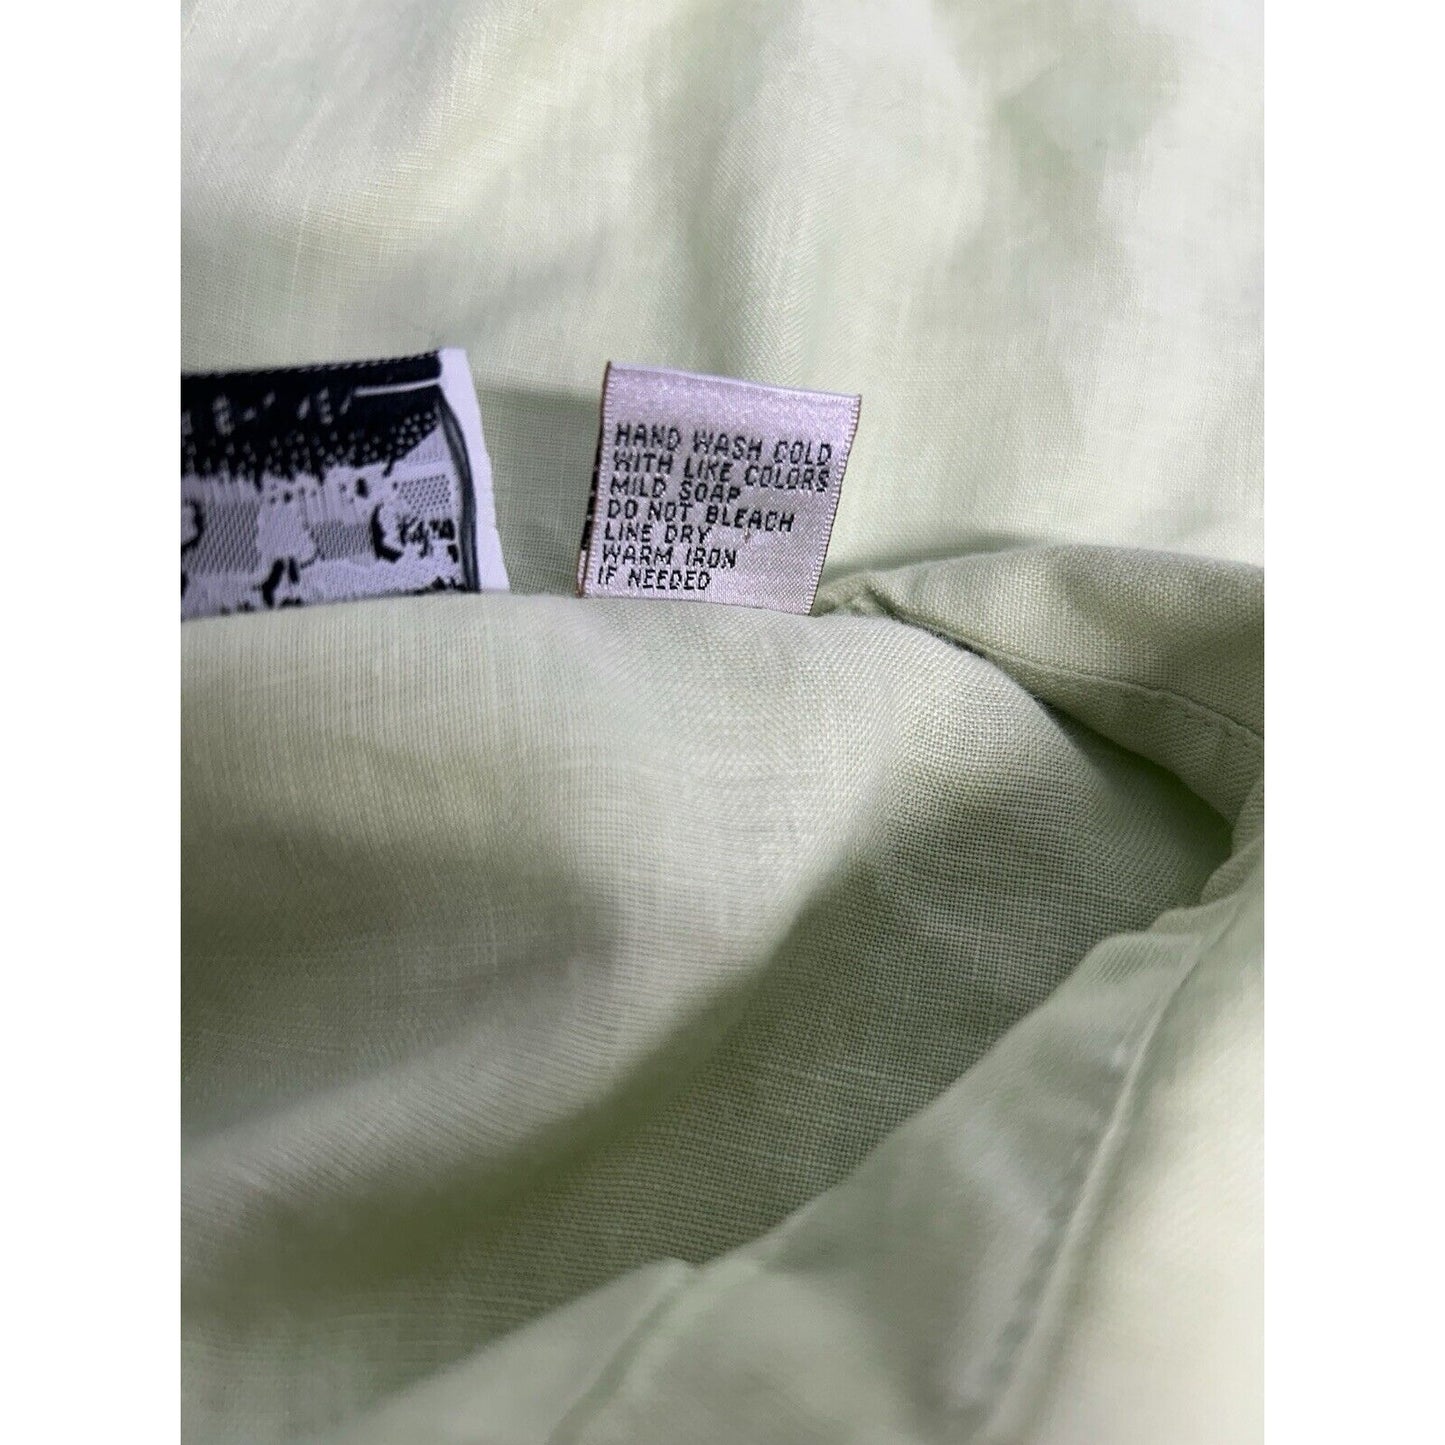 HAND WASH COLD
WITH LIKE COLORS
MILD SOAP
DO NOT BLEACH
LINE DRY
WARM IRON
IF NEEDED